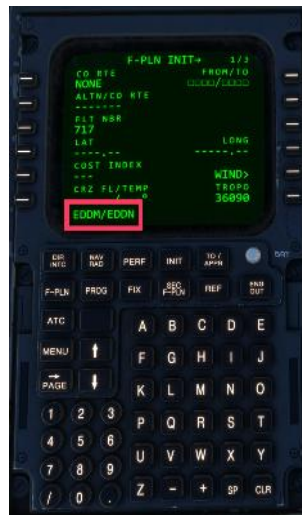 F-PLN INIT→ 1/3
CO RTE FROM/TO
NONE □□□□/□□□□
ALTN/CO RTE
-------
FLT NBR
717
LAT LONG
----.-- -----.--
COST INDEX
--- WIND>
CRZ FL/TEMP TROPO
/ ° 36090
EDDM/EDDN
DIR INTC NAV RAD PERF INIT TO/ APPR
F-PLN PROG FIX SEC F-PLN REF ENG OUT
ATC A B C D E
MENU ↑ F G H I J
→ PAGE ↓ K L M N O
1 2 3 P Q R S T
4 5 6 U V W X Y
7 8 9 Z - + SP CLR
/ 0 .